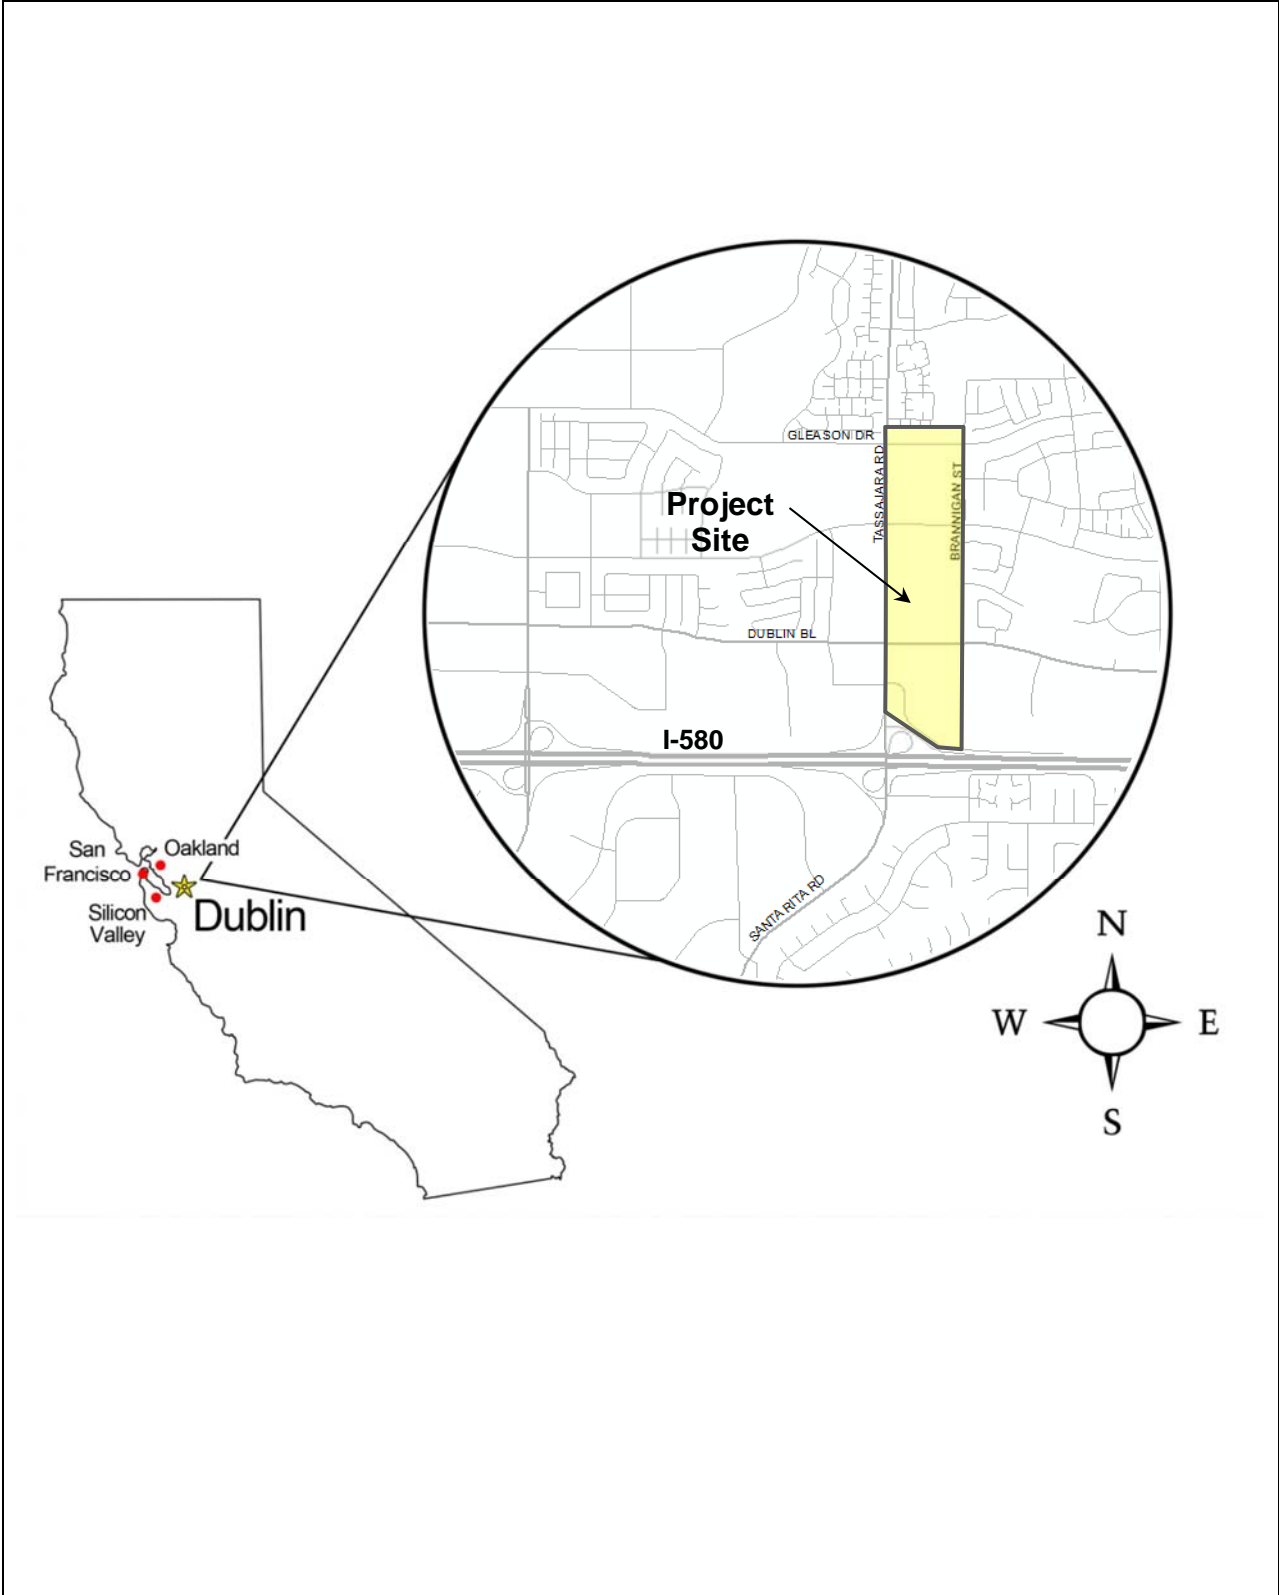 GLEASON DR
TASSAJARA RD
BRANNIGAN ST
Project
Site
DUBLIN BL
I-580
San
Francisco
Oakland
Silicon
Valley
Dublin
SANTA RITA RD
N
W
E
S